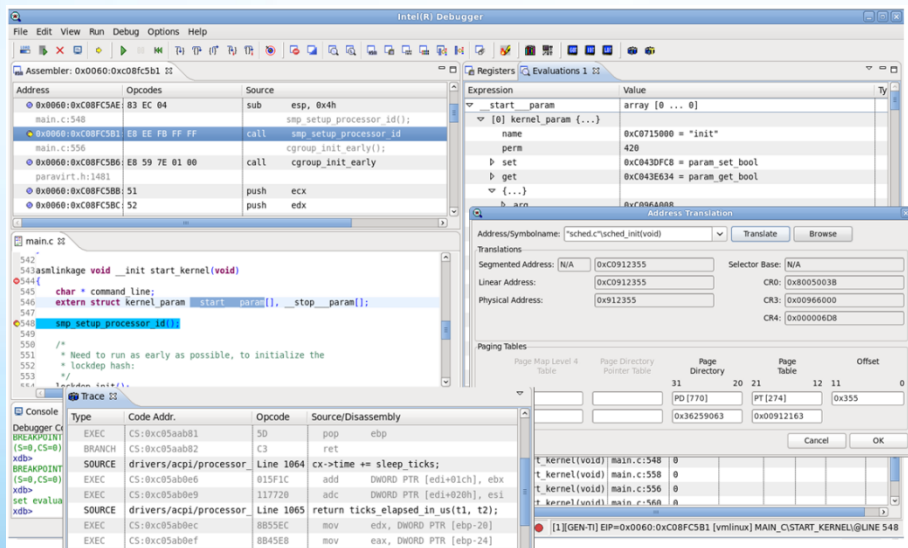 Intel(R) Debugger
File Edit View Run Debug Options Help
Assembler: 0x0060:0xc08fc5b1
Address Opcodes Source
0x0060:0xC08FC5AE: 83 EC 04 sub esp, 0x4h
main.c:548 smp_setup_processor_id();
0x0060:0xC08FC5B1: E8 EE FB FF FF call smp_setup_processor_id
main.c:556 cgroup_init_early();
0x0060:0xC08FC5B6: E8 59 7E 01 00 call cgroup_init_early
paravirt.h:1481
0x0060:0xC08FC5BB: 51 push ecx
0x0060:0xC08FC5BC: 52 push edx
Registers Evaluations 1
Expression Value Ty
__start___param array [0 ... 0]
[0] kernel_param {...}
name 0xC0715000 = "init"
perm 420
set 0xC043DFC8 = param_set_bool
get 0xC043E634 = param_get_bool
{...}
arg 0xC096A008
main.c
542
543 asmlinkage void __init start_kernel(void)
544 {
545 char * command_line;
546 extern struct kernel_param __start___param[], __stop___param[];
547
548 smp_setup_processor_id();
549
550 /*
551 * Need to run as early as possible, to initialize the
552 * lockdep hash:
553 */
554 lockdep_init();
Address Translation
Address/Symbolname: "sched.c"\sched_init(void) Translate Browse
Translations
Segmented Address: N/A 0xC0912355 Selector Base: N/A
Linear Address: 0xC0912355 CR0: 0x8005003B
Physical Address: 0x912355 CR3: 0x00966000
CR4: 0x000006D8
Paging Tables
Page Map Level 4 Table Page Directory Pointer Table Page Directory Page Table Offset
31 20 21 12 11 0
PD [770] PT [274] 0x355
0x36259063 0x00912163
Cancel OK
Console
Debugger Co
BREAKPOINT
(S=0,CS=0)
xdb>
BREAKPOINT
(S=0,CS=0)
xdb>
set evalua
xdb>
Trace
Type Code Addr. Opcode Source/Disassembly
EXEC CS:0xc05aab81 5D pop ebp
BRANCH CS:0xc05aab82 C3 ret
SOURCE drivers/acpi/processor_ Line 1064 cx->time += sleep_ticks;
EXEC CS:0xc05ab0e6 015F1C add DWORD PTR [edi+01ch], ebx
EXEC CS:0xc05ab0e9 117720 adc DWORD PTR [edi+020h], esi
SOURCE drivers/acpi/processor_ Line 1065 return ticks_elapsed_in_us(t1, t2);
EXEC CS:0xc05ab0ec 8B55EC mov edx, DWORD PTR [ebp-20]
EXEC CS:0xc05ab0ef 8B45E8 mov eax, DWORD PTR [ebp-24]
t_kernel(void) main.c:548 0
t_kernel(void) main.c:558 0
t_kernel(void) main.c:556 0
t_kernel(void) main.c:560 0
[1][GEN-TI] EIP=0x0060:0xC08FC5B1 [vmlinux] MAIN_C\START_KERNEL\@LINE 548